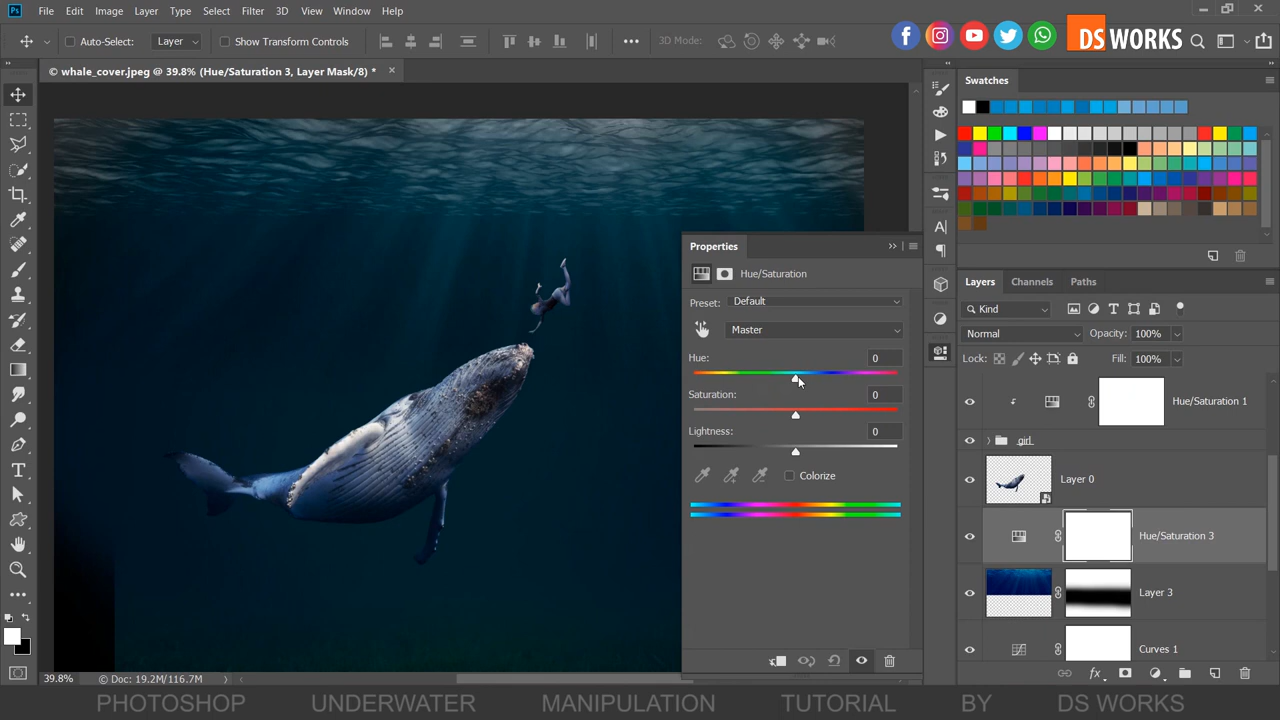 Ps File Edit Image Layer Type Select Filter 3D View Window Help
Auto-Select: Layer Show Transform Controls 3D Mode: DS WORKS
© whale_cover.jpeg @ 39.8% (Hue/Saturation 3, Layer Mask/8) * ×
Swatches
Properties
Hue/Saturation
Preset: Default
Master
Hue: 0
Saturation: 0
Lightness: 0
Colorize
Layers Channels Paths
Kind
Normal Opacity: 100%
Lock: Fill: 100%
Hue/Saturation 1
girl
Layer 0
Hue/Saturation 3
Layer 3
Curves 1
fx
39.8% © Doc: 19.2M/116.7M
PHOTOSHOP UNDERWATER MANIPULATION TUTORIAL BY DS WORKS